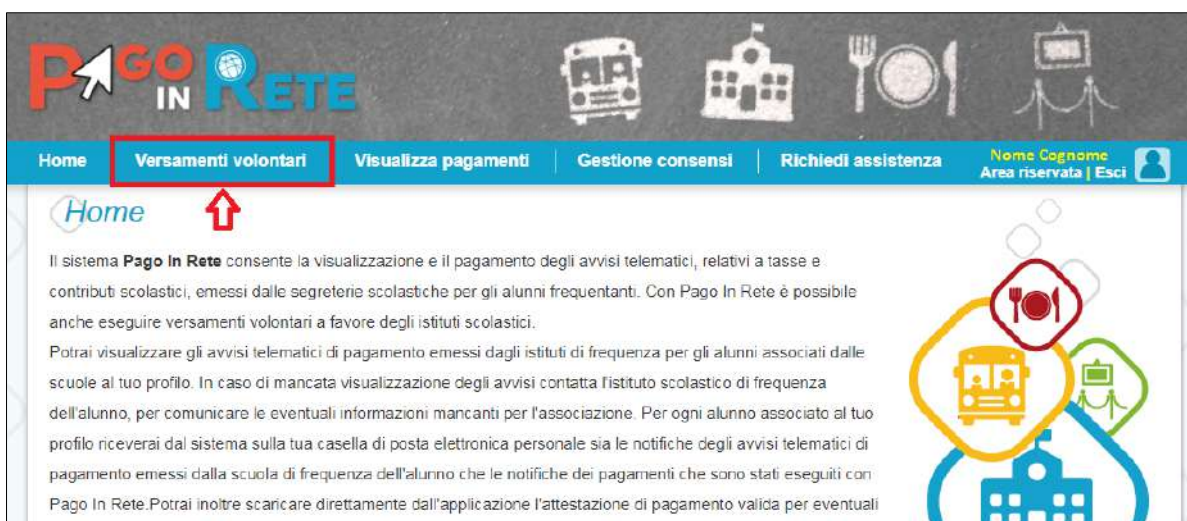 PAGO
IN RETE
Home Versamenti volontari Visualizza pagamenti Gestione consensi Richiedi assistenza Nome Cognome
Area riservata | Esci
Home
Il sistema Pago In Rete consente la visualizzazione e il pagamento degli avvisi telematici, relativi a tasse e
contributi scolastici, emessi dalle segreterie scolastiche per gli alunni frequentanti. Con Pago In Rete è possibile
anche eseguire versamenti volontari a favore degli istituti scolastici.
Potrai visualizzare gli avvisi telematici di pagamento emessi dagli istituti di frequenza per gli alunni associati dalle
scuole al tuo profilo. In caso di mancata visualizzazione degli avvisi contatta l'istituto scolastico di frequenza
dell'alunno, per comunicare le eventuali informazioni mancanti per l'associazione. Per ogni alunno associato al tuo
profilo riceverai dal sistema sulla tua casella di posta elettronica personale sia le notifiche degli avvisi telematici di
pagamento emessi dalla scuola di frequenza dell'alunno che le notifiche dei pagamenti che sono stati eseguiti con
Pago In Rete.Potrai inoltre scaricare direttamente dall'applicazione l'attestazione di pagamento valida per eventuali